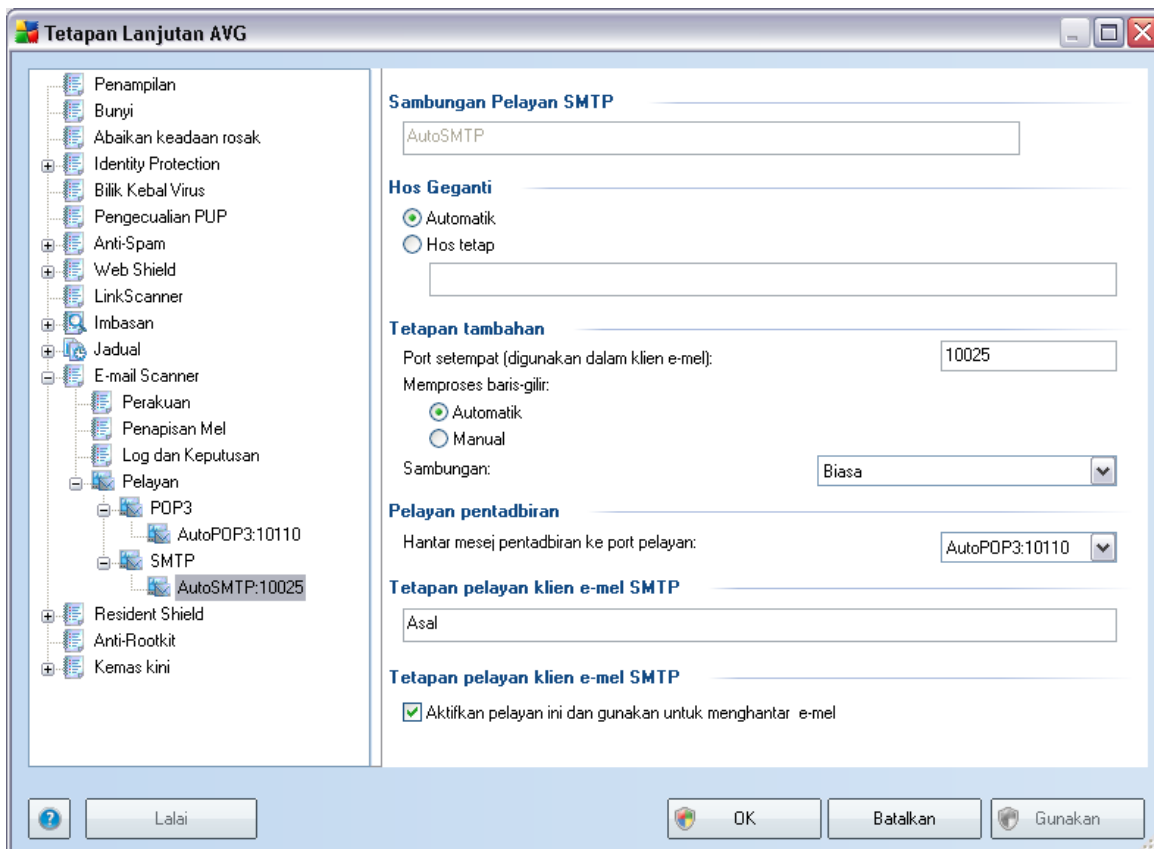 Tetapan Lanjutan AVG
Penampilan
Bunyi
Abaikan keadaan rosak
Identity Protection
Bilik Kebal Virus
Pengecualian PUP
Anti-Spam
Web Shield
LinkScanner
Imbasan
Jadual
E-mail Scanner
Perakuan
Penapisan Mel
Log dan Keputusan
Pelayan
POP3
AutoPOP3:10110
SMTP
AutoSMTP:10025
Resident Shield
Anti-Rootkit
Kemas kini
Sambungan Pelayan SMTP
AutoSMTP
Hos Geganti
Automatik
Hos tetap
Tetapan tambahan
Port setempat (digunakan dalam klien e-mel): 10025
Memproses baris-gilir:
Automatik
Manual
Sambungan: Biasa
Pelayan pentadbiran
Hantar mesej pentadbiran ke port pelayan: AutoPOP3:10110
Tetapan pelayan klien e-mel SMTP
Asal
Tetapan pelayan klien e-mel SMTP
Aktifkan pelayan ini dan gunakan untuk menghantar e-mel
? Lalai OK Batalkan Gunakan